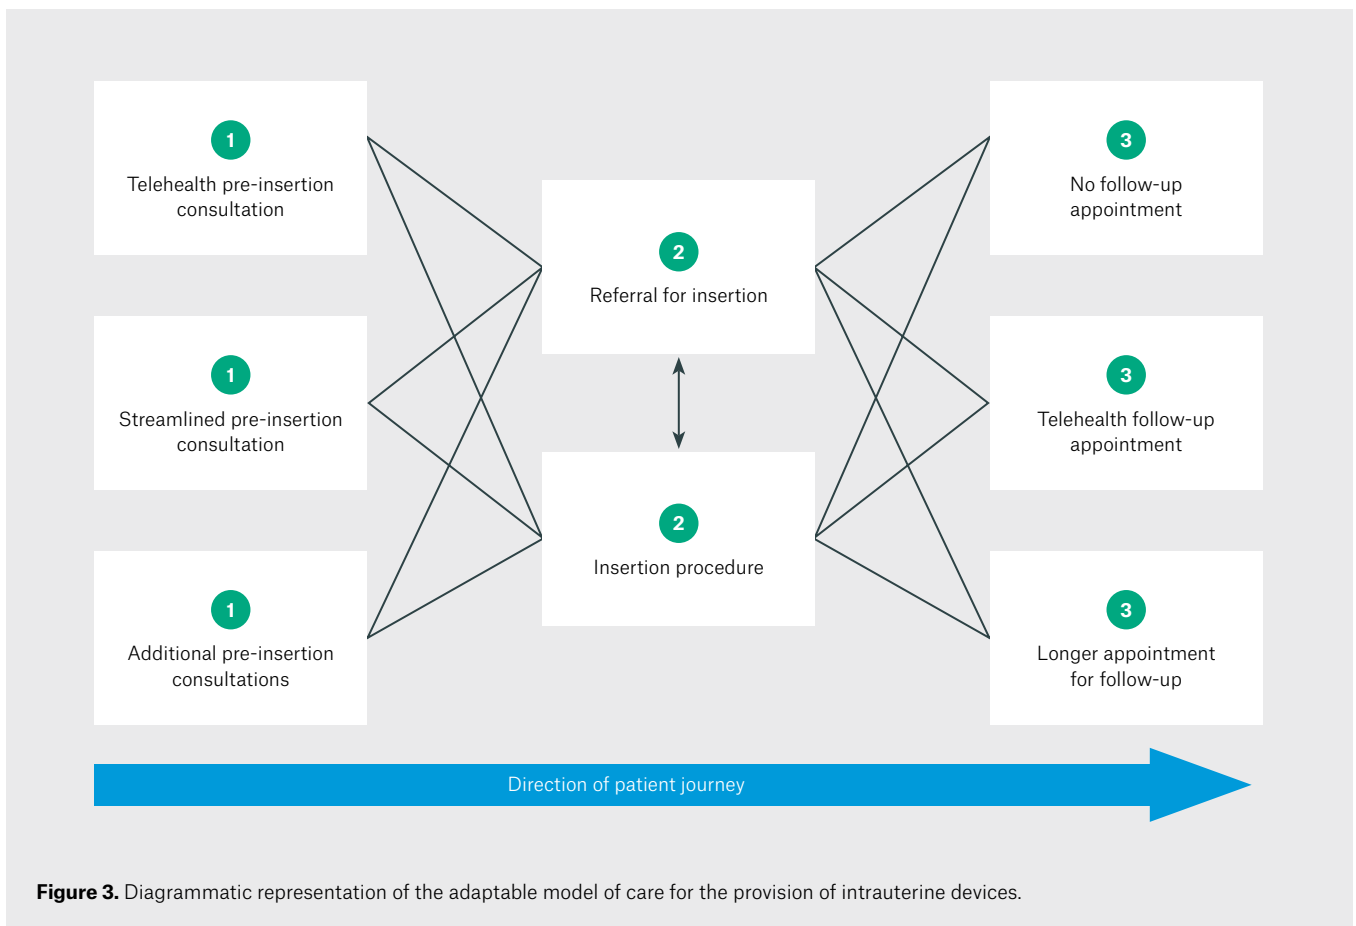 1
Telehealth pre-insertion
consultation
1
Streamlined pre-insertion
consultation
1
Additional pre-insertion
consultations
2
Referral for insertion
2
Insertion procedure
3
No follow-up
appointment
3
Telehealth follow-up
appointment
3
Longer appointment
for follow-up
Direction of patient journey
Figure 3. Diagrammatic representation of the adaptable model of care for the provision of intrauterine devices.